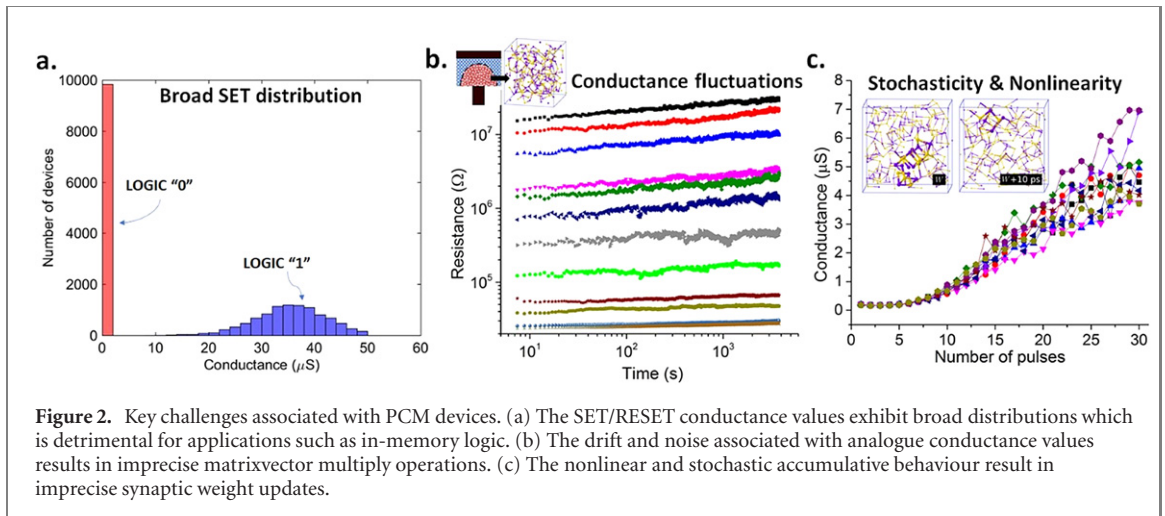 a.
Broad SET distribution
10000
8000
6000
4000
2000
0
Number of devices
LOGIC “0”
LOGIC “1”
0 10 20 30 40 50 60
Conductance (μS)
b.
Conductance fluctuations
10⁷
10⁶
10⁵
Resistance (Ω)
10¹ 10² 10³
Time (s)
c.
Stochasticity & Nonlinearity
8
7
6
5
4
3
2
1
0
Conductance (μS)
+10 ps
0 5 10 15 20 25 30
Number of pulses
Figure 2. Key challenges associated with PCM devices. (a) The SET/RESET conductance values exhibit broad distributions which
is detrimental for applications such as in-memory logic. (b) The drift and noise associated with analogue conductance values
results in imprecise matrixvector multiply operations. (c) The nonlinear and stochastic accumulative behaviour result in
imprecise synaptic weight updates.